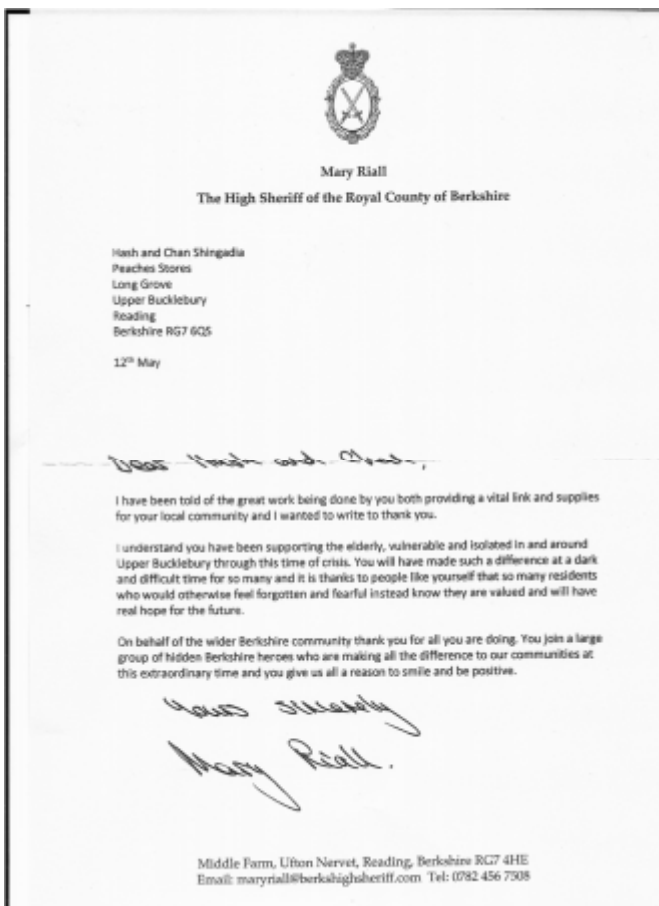 Mary Riall
The High Sheriff of the Royal County of Berkshire
Hash and Chan Shingadia
Peaches Stores
Long Grove
Upper Bucklebury
Reading
Berkshire RG7 6QS
12th May
Dear Hash and Chan,
I have been told of the great work being done by you both providing a vital link and supplies
for your local community and I wanted to write to thank you.
I understand you have been supporting the elderly, vulnerable and isolated in and around
Upper Bucklebury through this time of crisis. You will have made such a difference at a dark
and difficult time for so many and it is thanks to people like yourself that so many residents
who would otherwise feel forgotten and fearful instead know they are valued and will have
real hope for the future.
On behalf of the wider Berkshire community thank you for all you are doing. You join a large
group of hidden Berkshire heroes who are making all the difference to our communities at
this extraordinary time and you give us all a reason to smile and be positive.
Yours sincerely
Mary Riall.
Middle Farm, Ufton Nervet, Reading, Berkshire RG7 4HE
Email: maryriall@berkshighsheriff.com Tel: 0782 456 7508